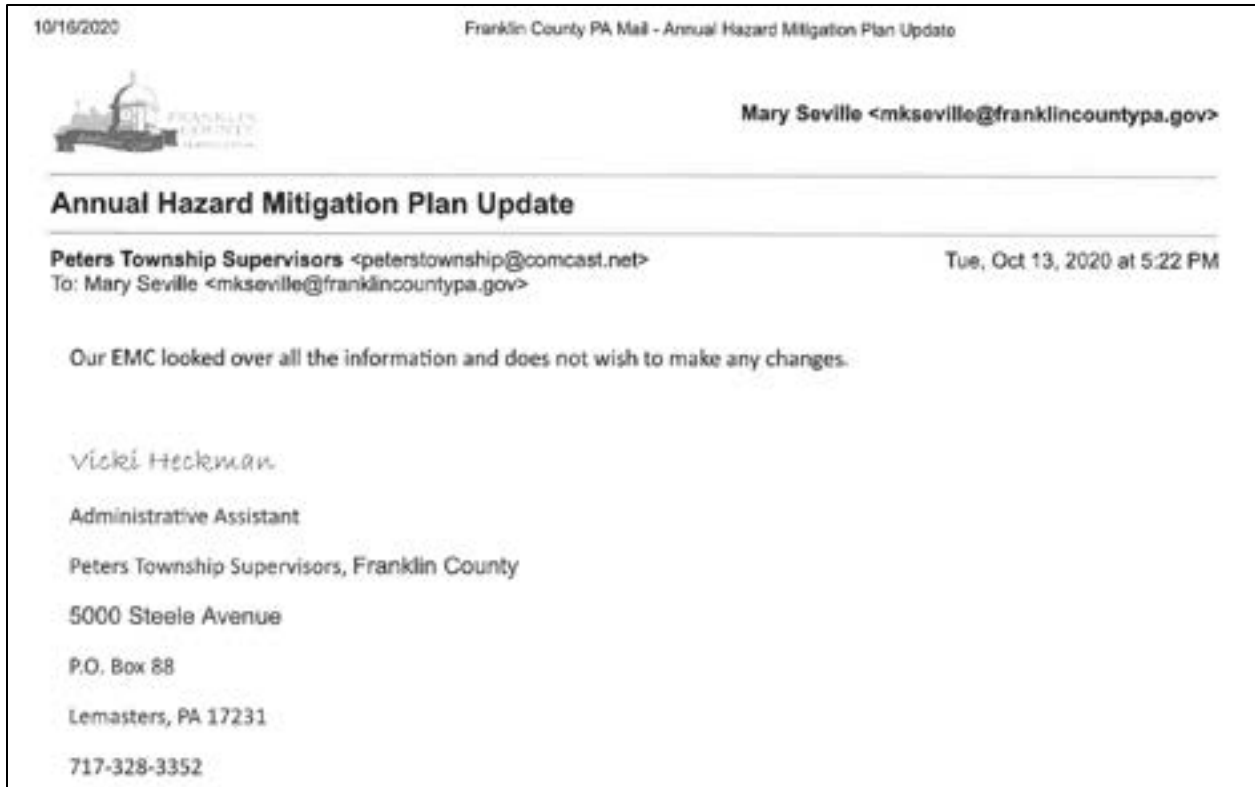 10/16/2020 Franklin County PA Mail - Annual Hazard Mitigation Plan Update
FRANKLIN
COUNTY
Mary Seville <mkseville@franklincountypa.gov>
Annual Hazard Mitigation Plan Update
Peters Township Supervisors <peterstownship@comcast.net> Tue, Oct 13, 2020 at 5:22 PM
To: Mary Seville <mkseville@franklincountypa.gov>
Our EMC looked over all the information and does not wish to make any changes.
Vicki Heckman
Administrative Assistant
Peters Township Supervisors, Franklin County
5000 Steele Avenue
P.O. Box 88
Lemasters, PA 17231
717-328-3352